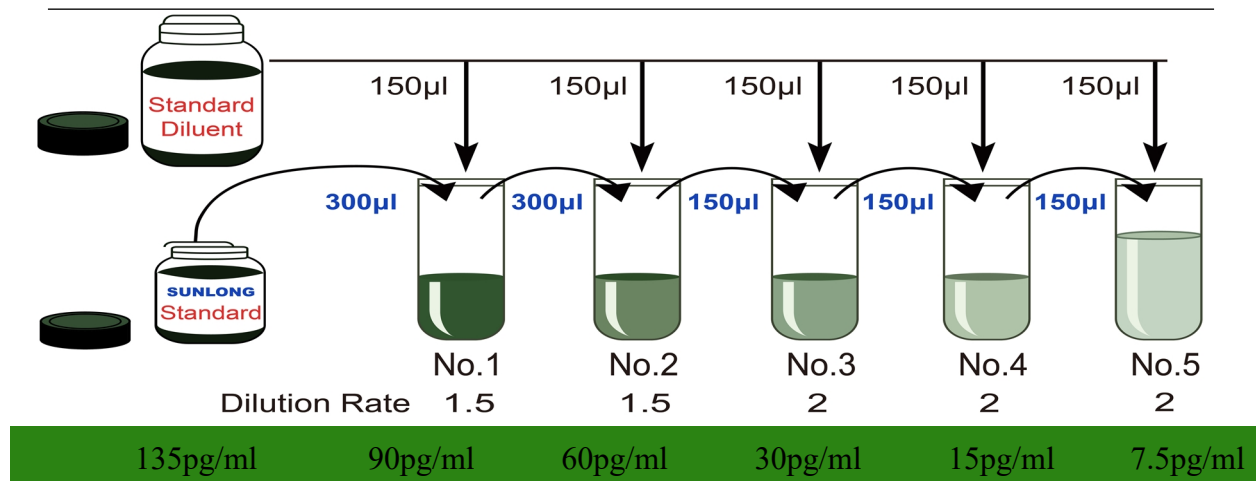 150µl 150µl 150µl 150µl 150µl
Standard
Diluent
300µl 300µl 150µl 150µl 150µl
SUNLONG
Standard
No.1 No.2 No.3 No.4 No.5
Dilution Rate 1.5 1.5 2 2 2
135pg/ml 90pg/ml 60pg/ml 30pg/ml 15pg/ml 7.5pg/ml